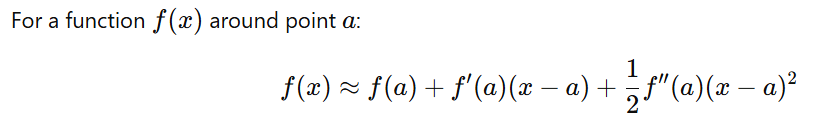 For a function f(x) around point a:
f(x) ≈ f(a) + f′(a)(x − a) + 1/2 f″(a)(x − a)²